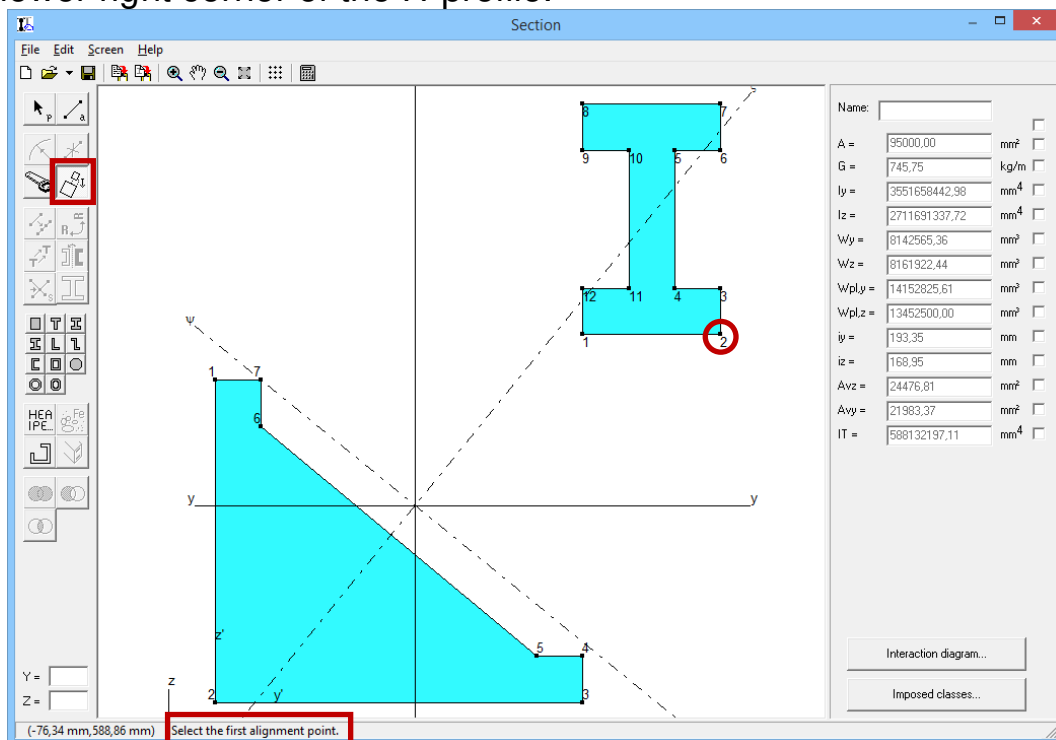 lower right corner of the H profile.
Section
File Edit Screen Help
P a
R
T
s
T
HEA Fe
IPE...
Y =
Z =
8 7
9 10 5 6
12 11 4 3
1 2
s
Ψ
1 7
6
y y
z'
5 4
z
2 y' 3
Name:
A = 95000,00 mm²
G = 745,75 kg/m
Iy = 3551658442,98 mm4
Iz = 2711691337,72 mm4
Wy = 8142565,36 mm³
Wz = 8161922,44 mm³
Wpl,y = 14152825,61 mm³
Wpl,z = 13452500,00 mm³
iy = 193,35 mm
iz = 168,95 mm
Avz = 24476,81 mm²
Avy = 21983,37 mm²
IT = 588132197,11 mm4
Interaction diagram...
Imposed classes...
(-76,34 mm,588,86 mm) Select the first alignment point.